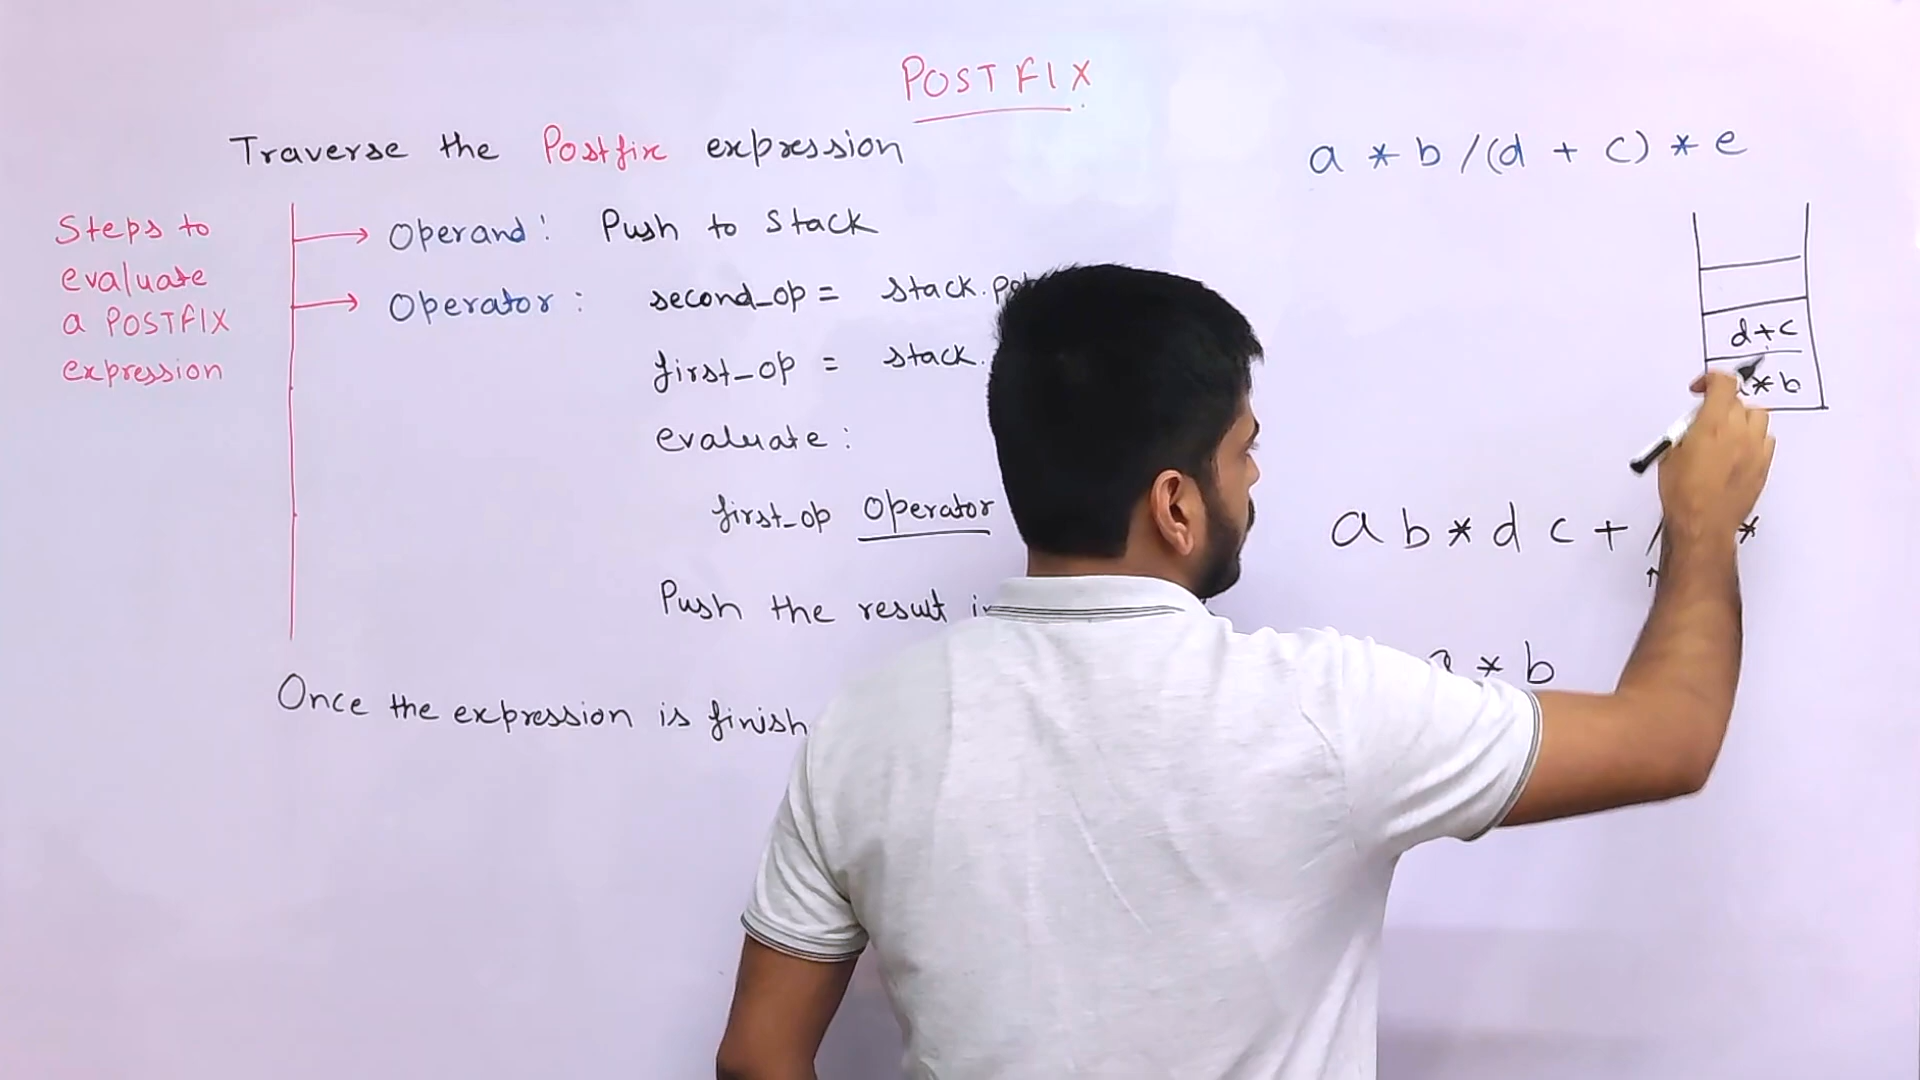 POSTFIX
Traverse the Postfix expression
a * b / (d + c) * e
Steps to
evaluate
a POSTFIX
expression
Operand: Push to Stack
Operator: second_op = stack.
first_op = stack.
evaluate:
first_op Operator
Push the result
Once the expression is finish
d+c
*b
a b * d c + / *
* b